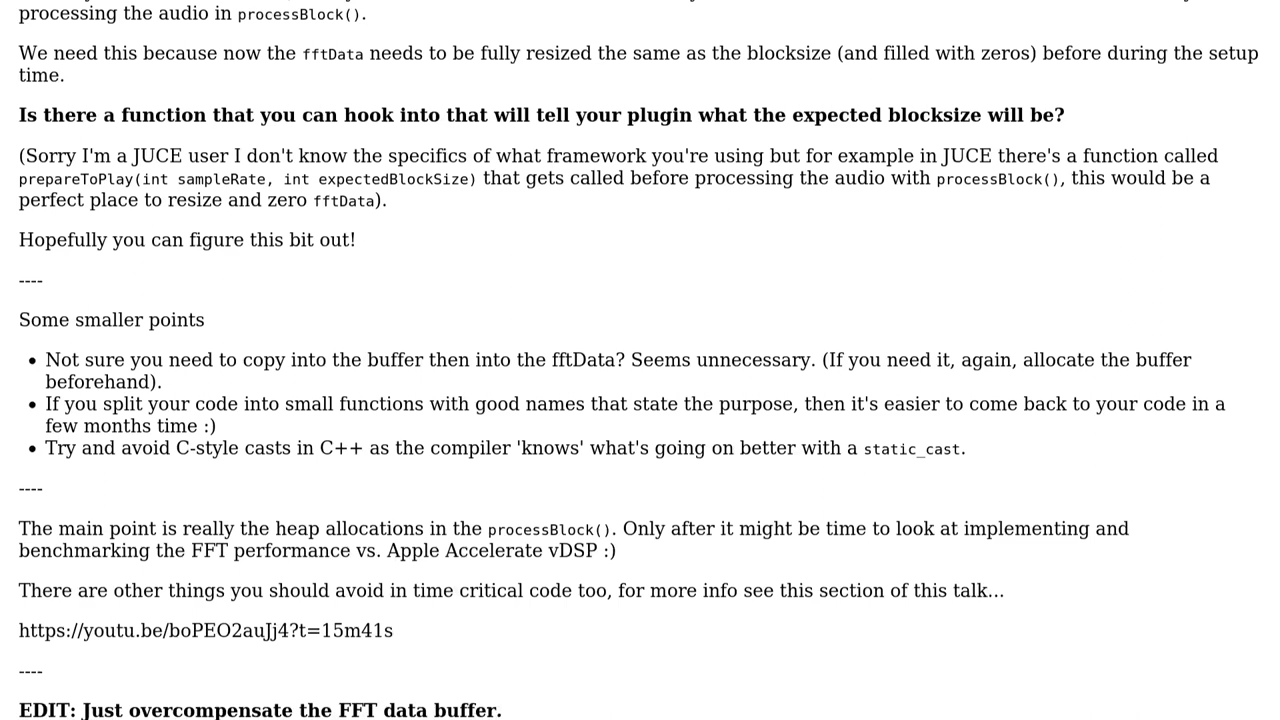 processing the audio in processBlock().
We need this because now the fftData needs to be fully resized the same as the blocksize (and filled with zeros) before during the setup
time.
Is there a function that you can hook into that will tell your plugin what the expected blocksize will be?
(Sorry I'm a JUCE user I don't know the specifics of what framework you're using but for example in JUCE there's a function called
prepareToPlay(int sampleRate, int expectedBlockSize) that gets called before processing the audio with processBlock(), this would be a
perfect place to resize and zero fftData).
Hopefully you can figure this bit out!
----
Some smaller points
• Not sure you need to copy into the buffer then into the fftData? Seems unnecessary. (If you need it, again, allocate the buffer
beforehand).
• If you split your code into small functions with good names that state the purpose, then it's easier to come back to your code in a
few months time :)
• Try and avoid C-style casts in C++ as the compiler 'knows' what's going on better with a static_cast.
----
The main point is really the heap allocations in the processBlock(). Only after it might be time to look at implementing and
benchmarking the FFT performance vs. Apple Accelerate vDSP :)
There are other things you should avoid in time critical code too, for more info see this section of this talk...
https://youtu.be/boPEO2auJj4?t=15m41s
----
EDIT: Just overcompensate the FFT data buffer.